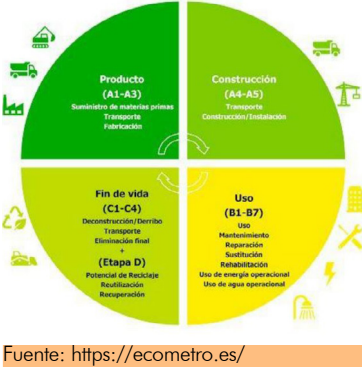 Producto
(A1-A3)
Suministro de materias primas
Transporte
Fabricación
Construcción
(A4-A5)
Transporte
Construcción/Instalación
Fin de vida
(C1-C4)
Deconstrucción/Derribo
Transporte
Eliminación final
+
(Etapa D)
Potencial de Reciclaje
Reutilización
Recuperación
Uso
(B1-B7)
Uso
Mantenimiento
Reparación
Sustitución
Rehabilitación
Uso de energía operacional
Uso de agua operacional
Fuente: https://ecometro.es/